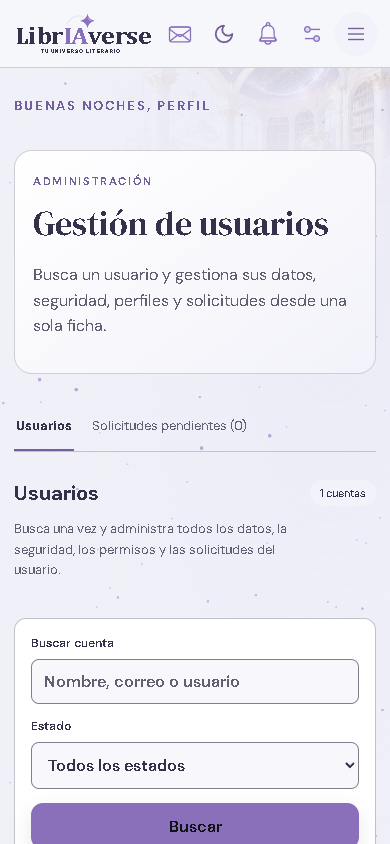 LibrIAverse
TU UNIVERSO LITERARIO
BUENAS NOCHES, PERFIL
ADMINISTRACIÓN
Gestión de usuarios
Busca un usuario y gestiona sus datos,
seguridad, perfiles y solicitudes desde una
sola ficha.
Usuarios
Solicitudes pendientes (0)
Usuarios
1 cuentas
Busca una vez y administra todos los datos, la
seguridad, los permisos y las solicitudes del
usuario.
Buscar cuenta
Nombre, correo o usuario
Estado
Todos los estados
Buscar